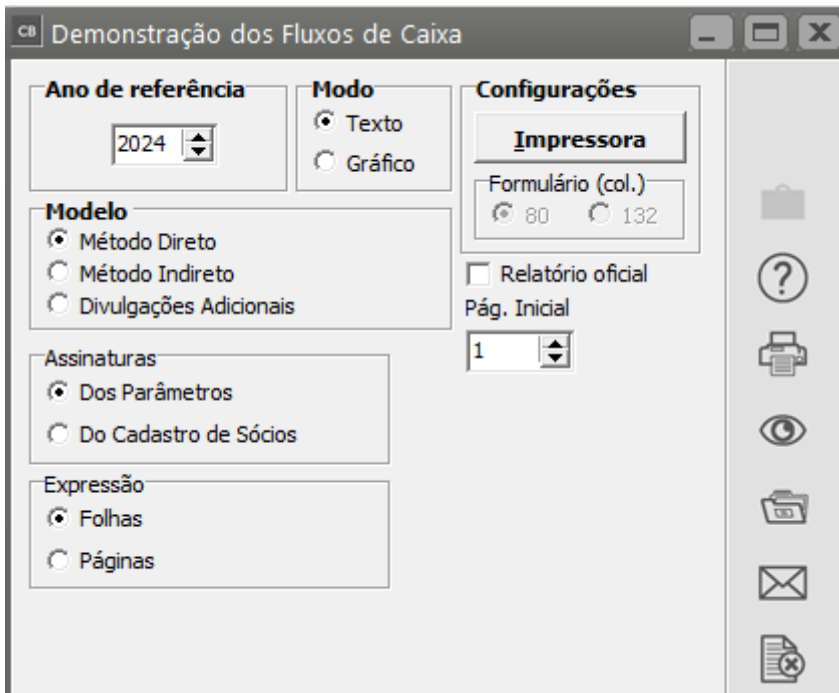 CB Demonstração dos Fluxos de Caixa
Ano de referência
2024
Modo
Texto
Gráfico
Configurações
Impressora
Formulário (col.)
80 132
Modelo
Método Direto
Método Indireto
Divulgações Adicionais
Relatório oficial
Pág. Inicial
1
Assinaturas
Dos Parâmetros
Do Cadastro de Sócios
Expressão
Folhas
Páginas